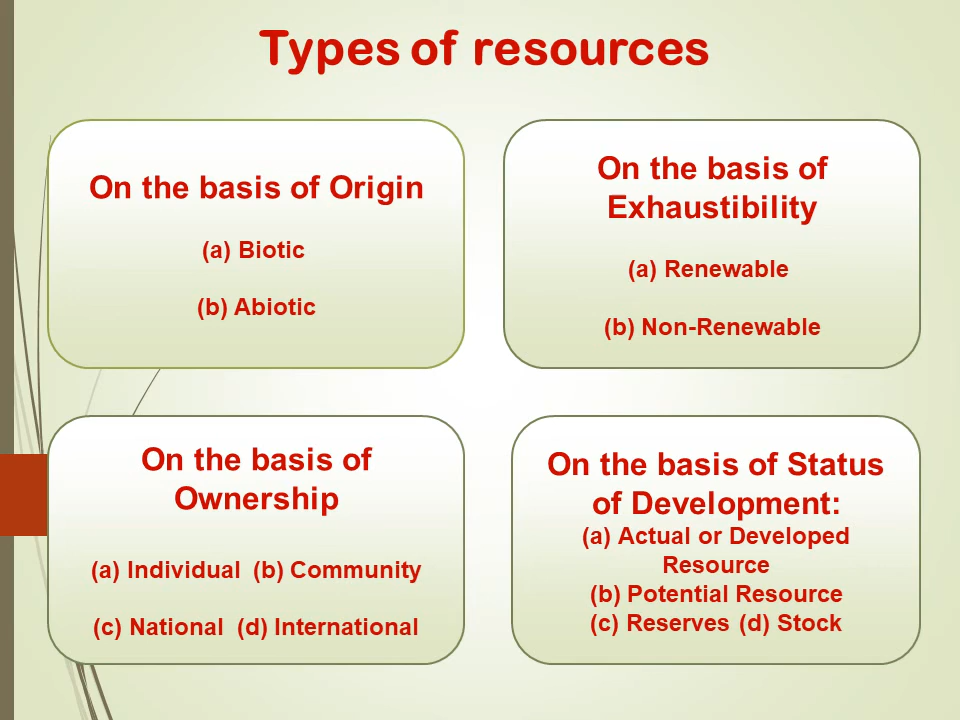 Types of resources
On the basis of Origin
(a) Biotic
(b) Abiotic
On the basis of
Exhaustibility
(a) Renewable
(b) Non-Renewable
On the basis of
Ownership
(a) Individual (b) Community
(c) National (d) International
On the basis of Status
of Development:
(a) Actual or Developed
Resource
(b) Potential Resource
(c) Reserves (d) Stock